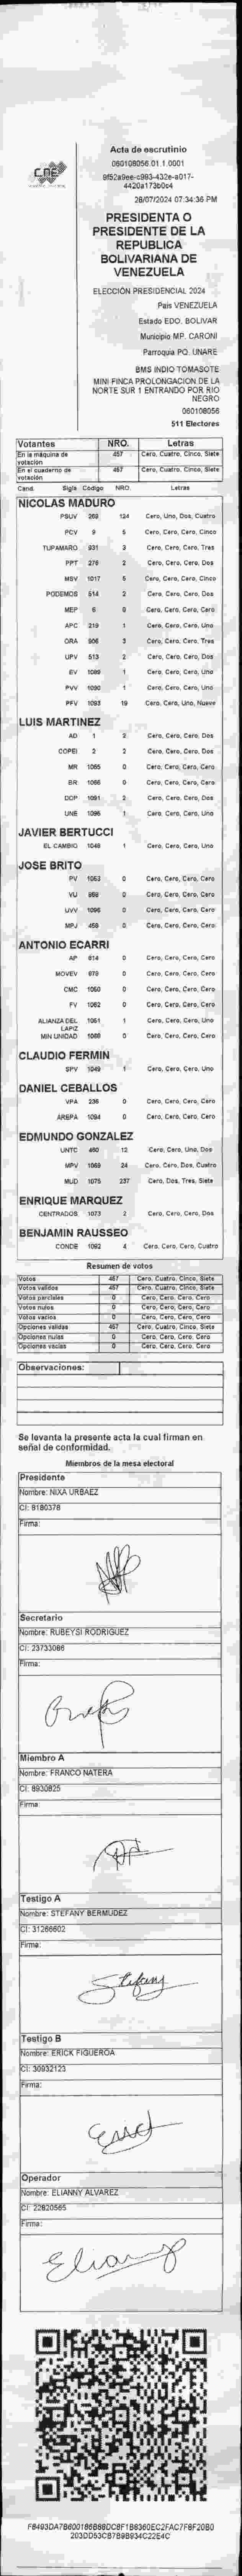 CNE
Acta de escrutinio
060108056.01.1.0001
9f52a9ee-c993-432e-a017-
4420a173b0c4
28/07/2024 07:34:36 PM
PRESIDENTA O
PRESIDENTE DE LA
REPUBLICA
BOLIVARIANA DE
VENEZUELA
ELECCIÓN PRESIDENCIAL 2024
País VENEZUELA
Estado EDO. BOLIVAR
Municipio MP. CARONI
Parroquia PQ. UNARE
BMS INDIO TOMASOTE
MINI FINCA PROLONGACION DE LA
NORTE SUR 1 ENTRANDO POR RIO
NEGRO
060108056
511 Electores
Votantes NRO. Letras
En la máquina de votación 457 Cero, Cuatro, Cinco, Siete
En el cuaderno de votación 457 Cero, Cuatro, Cinco, Siete
Cand. Sigla Código NRO. Letras
NICOLAS MADURO
PSUV 269 124 Cero, Uno, Dos, Cuatro
PCV 9 5 Cero, Cero, Cero, Cinco
TUPAMARO 931 3 Cero, Cero, Cero, Tres
PPT 276 2 Cero, Cero, Cero, Dos
MSV 1017 5 Cero, Cero, Cero, Cinco
PODEMOS 514 2 Cero, Cero, Cero, Dos
MEP 6 0 Cero, Cero, Cero, Cero
APC 219 1 Cero, Cero, Cero, Uno
ORA 906 3 Cero, Cero, Cero, Tres
UPV 513 2 Cero, Cero, Cero, Dos
EV 1089 1 Cero, Cero, Cero, Uno
PVV 1090 1 Cero, Cero, Cero, Uno
PFV 1093 19 Cero, Cero, Uno, Nueve
LUIS MARTINEZ
AD 1 2 Cero, Cero, Cero, Dos
COPEI 2 2 Cero, Cero, Cero, Dos
MR 1065 0 Cero, Cero, Cero, Cero
BR 1066 0 Cero, Cero, Cero, Cero
DDP 1091 2 Cero, Cero, Cero, Dos
UNE 1096 1 Cero, Cero, Cero, Uno
JAVIER BERTUCCI
EL CAMBIO 1048 1 Cero, Cero, Cero, Uno
JOSE BRITO
PV 1063 0 Cero, Cero, Cero, Cero
VU 959 0 Cero, Cero, Cero, Cero
UVV 1095 0 Cero, Cero, Cero, Cero
MPJ 459 0 Cero, Cero, Cero, Cero
ANTONIO ECARRI
AP 614 0 Cero, Cero, Cero, Cero
MOVEV 679 0 Cero, Cero, Cero, Cero
CMC 1050 0 Cero, Cero, Cero, Cero
FV 1062 0 Cero, Cero, Cero, Cero
ALIANZA DEL LAPIZ 1051 1 Cero, Cero, Cero, Uno
MIN UNIDAD 1088 0 Cero, Cero, Cero, Cero
CLAUDIO FERMIN
SPV 1049 1 Cero, Cero, Cero, Uno
DANIEL CEBALLOS
VPA 236 0 Cero, Cero, Cero, Cero
AREPA 1094 0 Cero, Cero, Cero, Cero
EDMUNDO GONZALEZ
UNTC 460 12 Cero, Cero, Uno, Dos
MPV 1069 24 Cero, Cero, Dos, Cuatro
MUD 1075 237 Cero, Dos, Tres, Siete
ENRIQUE MARQUEZ
CENTRADOS 1073 2 Cero, Cero, Cero, Dos
BENJAMIN RAUSSEO
CONDE 1092 4 Cero, Cero, Cero, Cuatro
Resumen de votos
Votos 457 Cero, Cuatro, Cinco, Siete
Votos validos 457 Cero, Cuatro, Cinco, Siete
Votos parciales 0 Cero, Cero, Cero, Cero
Votos nulos 0 Cero, Cero, Cero, Cero
Votos vacios 0 Cero, Cero, Cero, Cero
Opciones validas 457 Cero, Cuatro, Cinco, Siete
Opciones nulas 0 Cero, Cero, Cero, Cero
Opciones vacias 0 Cero, Cero, Cero, Cero
Observaciones:
Se levanta la presente acta la cual firman en
señal de conformidad.
Miembros de la mesa electoral
Presidente
Nombre: NIXA URBAEZ
CI: 8180378
Firma:
Secretario
Nombre: RUBEYSI RODRIGUEZ
CI: 23733086
Firma:
Miembro A
Nombre: FRANCO NATERA
CI: 8930825
Firma:
Testigo A
Nombre: STEFANY BERMUDEZ
CI: 31266602
Firma:
Stefany
Testigo B
Nombre: ERICK FIGUEROA
CI: 30932123
Firma:
Erick
Operador
Nombre: ELIANNY ALVAREZ
CI: 22820565
Firma:
Eliany